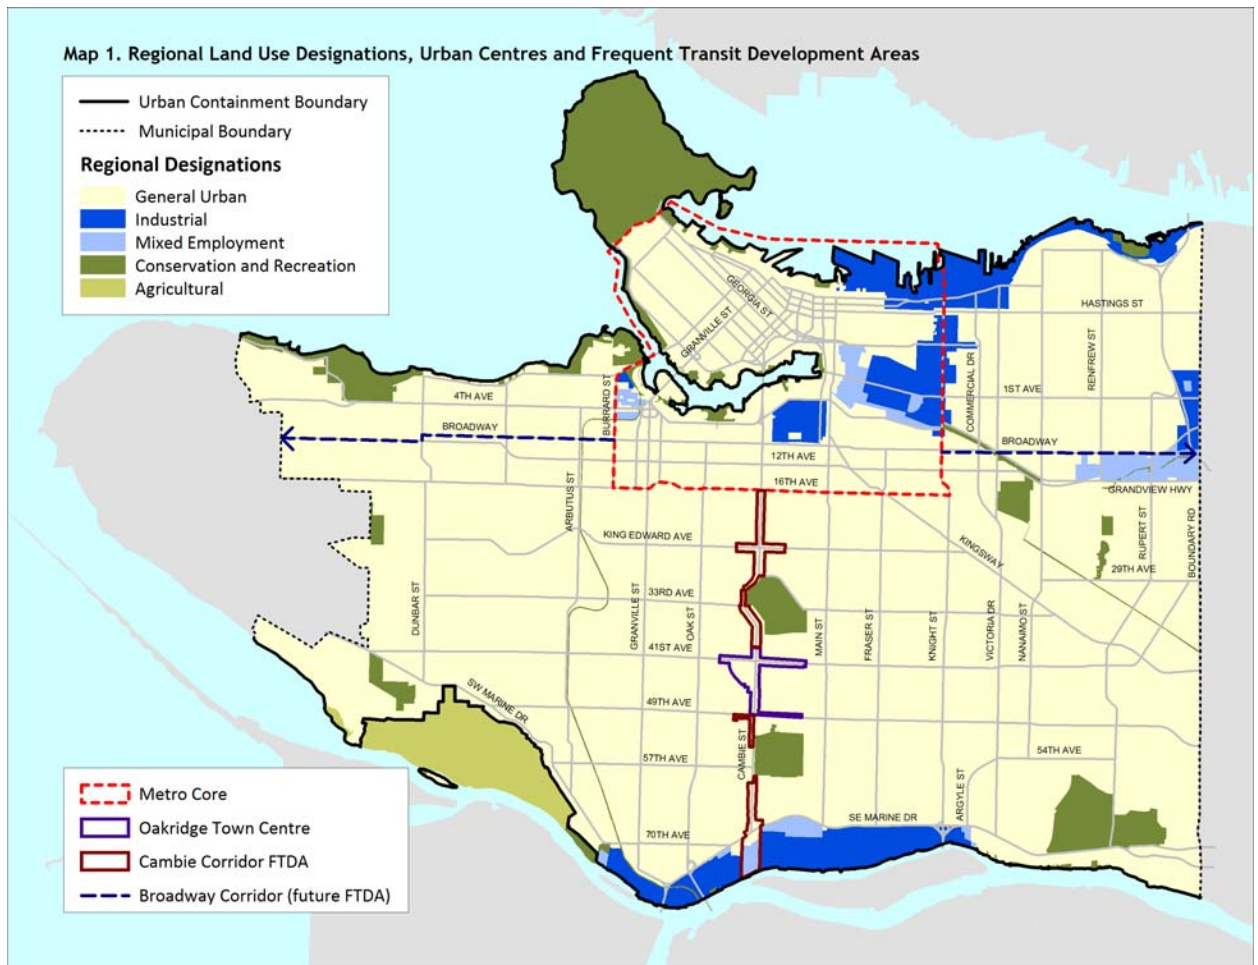 Map 1. Regional Land Use Designations, Urban Centres and Frequent Transit Development Areas
Urban Containment Boundary
Municipal Boundary
Regional Designations
General Urban
Industrial
Mixed Employment
Conservation and Recreation
Agricultural
GEORGIA ST
GRANVILLE ST
HASTINGS ST
RENFREW ST
COMMERCIAL DR
1ST AVE
4TH AVE
BURRARD ST
BROADWAY
BROADWAY
12TH AVE
16TH AVE
GRANDVIEW HWY
ARBUTUS ST
KING EDWARD AVE
KINGSWAY
RUPERT ST
BOUNDARY RD
29TH AVE
33RD AVE
DUNBAR ST
GRANVILLE ST
OAK ST
MAIN ST
FRASER ST
KNIGHT ST
VICTORIA DR
NANAIMO ST
41ST AVE
SW MARINE DR
49TH AVE
CAMBIE ST
57TH AVE
54TH AVE
ARGYLE ST
SE MARINE DR
70TH AVE
Metro Core
Oakridge Town Centre
Cambie Corridor FTDA
Broadway Corridor (future FTDA)